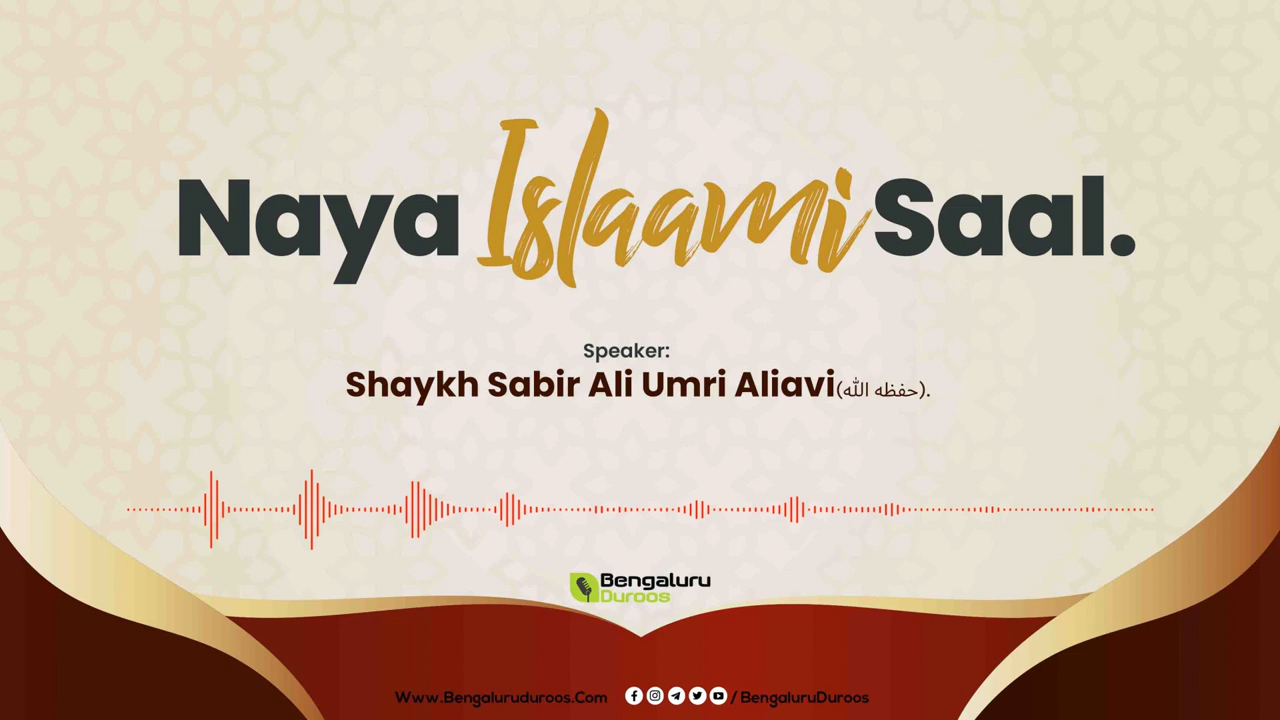 Naya Islaami Saal.
Speaker:
Shaykh Sabir Ali Umri Aliavi(حفظه الله).
Bengaluru
Duroos
Www.Bengaluruduroos.Com / BengaluruDuroos